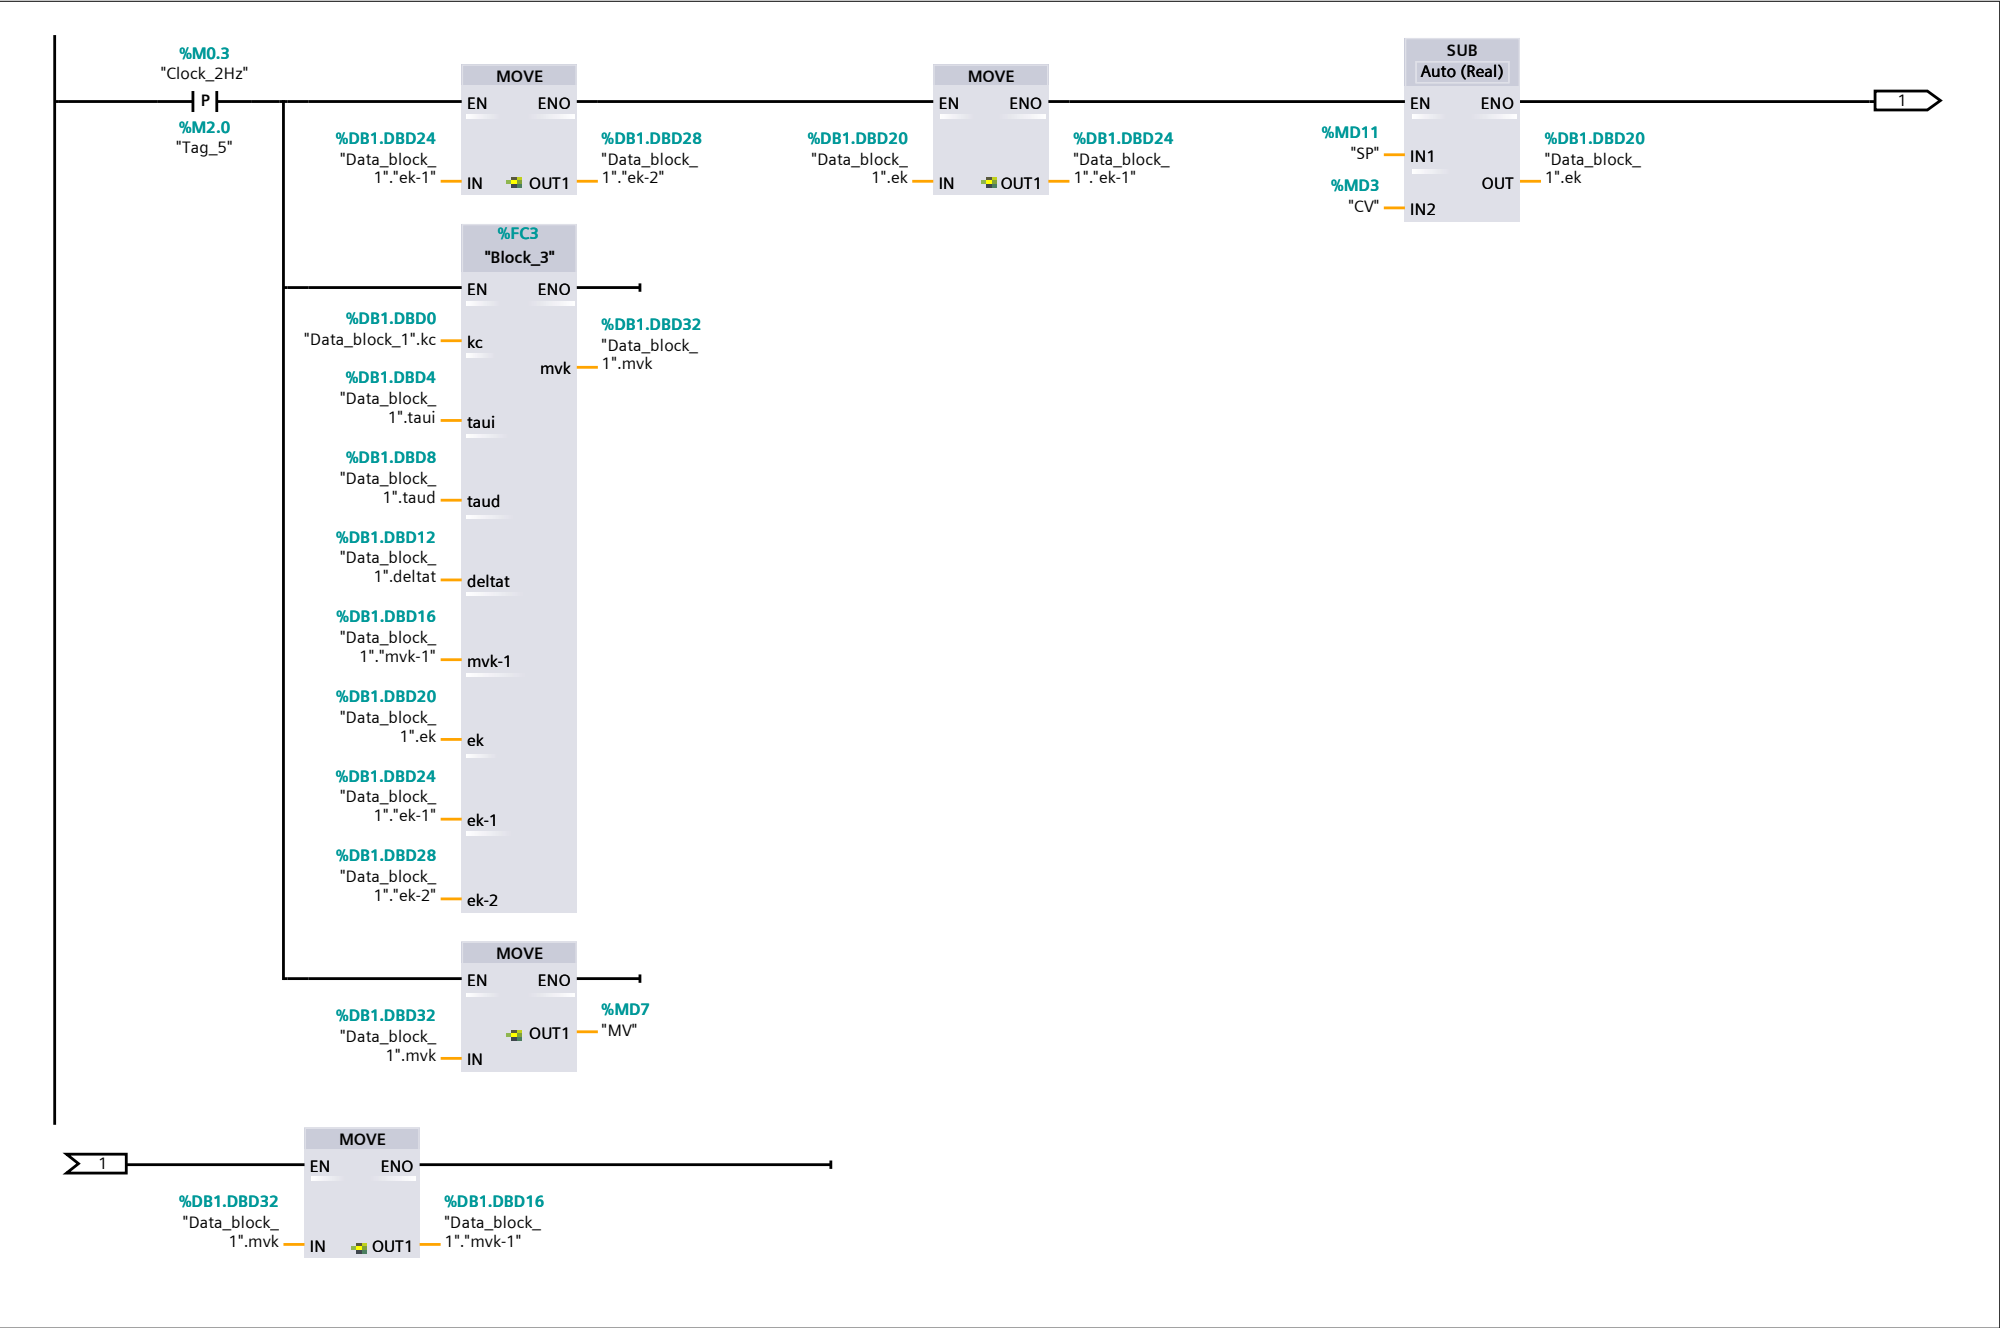 %M0.3
"Clock_2Hz"
P
%M2.0
"Tag_5"
MOVE
EN ENO
%DB1.DBD24
"Data_block_
1"."ek-1"
IN OUT1
%DB1.DBD28
"Data_block_
1"."ek-2"
MOVE
EN ENO
%DB1.DBD20
"Data_block_
1".ek
IN OUT1
%DB1.DBD24
"Data_block_
1"."ek-1"
SUB
Auto (Real)
EN ENO
%MD11
"SP"
IN1
%MD3
"CV"
IN2
OUT
%DB1.DBD20
"Data_block_
1".ek
1
%FC3
"Block_3"
EN ENO
%DB1.DBD0
"Data_block_1".kc
kc
mvk
%DB1.DBD32
"Data_block_
1".mvk
%DB1.DBD4
"Data_block_
1".taui
taui
%DB1.DBD8
"Data_block_
1".taud
taud
%DB1.DBD12
"Data_block_
1".deltat
deltat
%DB1.DBD16
"Data_block_
1"."mvk-1"
mvk-1
%DB1.DBD20
"Data_block_
1".ek
ek
%DB1.DBD24
"Data_block_
1"."ek-1"
ek-1
%DB1.DBD28
"Data_block_
1"."ek-2"
ek-2
MOVE
EN ENO
%DB1.DBD32
"Data_block_
1".mvk
IN
OUT1
%MD7
"MV"
1
MOVE
EN ENO
%DB1.DBD32
"Data_block_
1".mvk
IN OUT1
%DB1.DBD16
"Data_block_
1"."mvk-1"